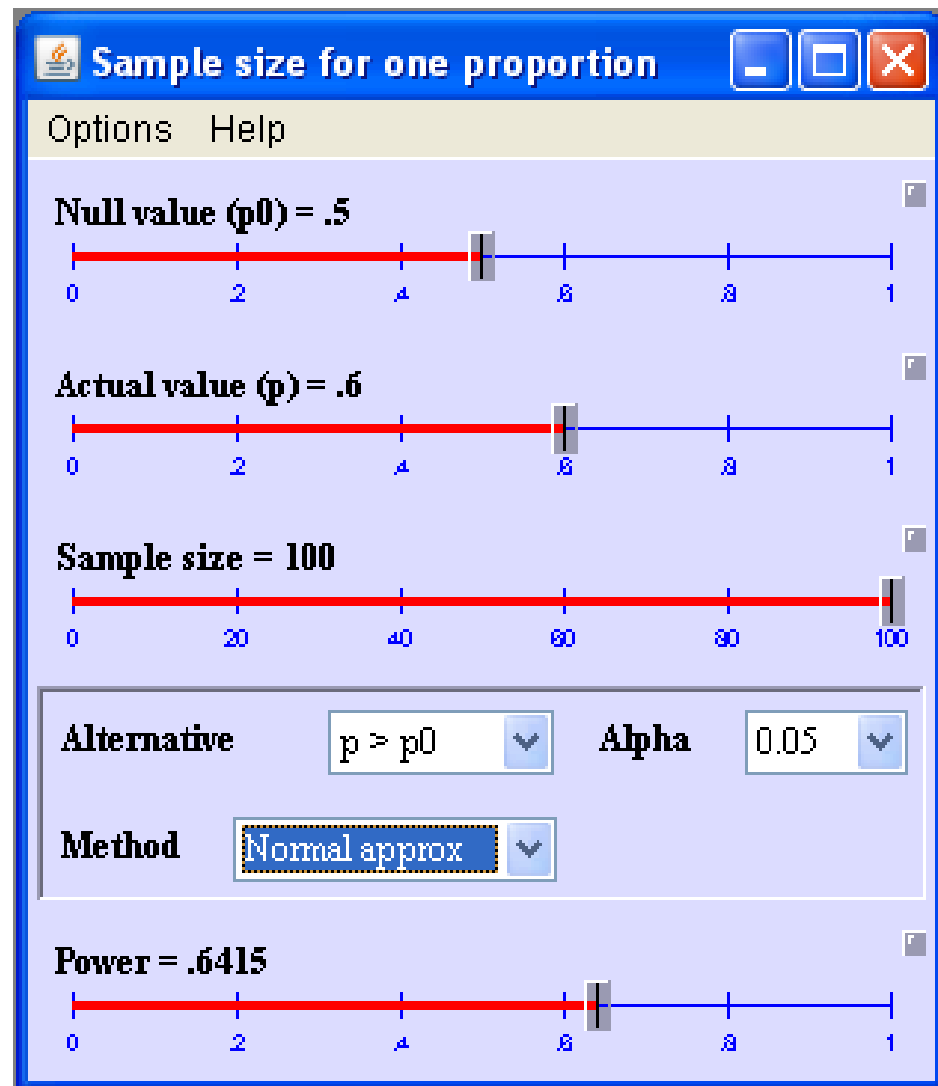 Sample size for one proportion
Options Help
Null value (p0) = .5
0 .2 .4 .6 .8 1
Actual value (p) = .6
0 .2 .4 .6 .8 1
Sample size = 100
0 20 40 60 80 100
Alternative p > p0 Alpha 0.05
Method Normal approx
Power = .6415
0 .2 .4 .6 .8 1